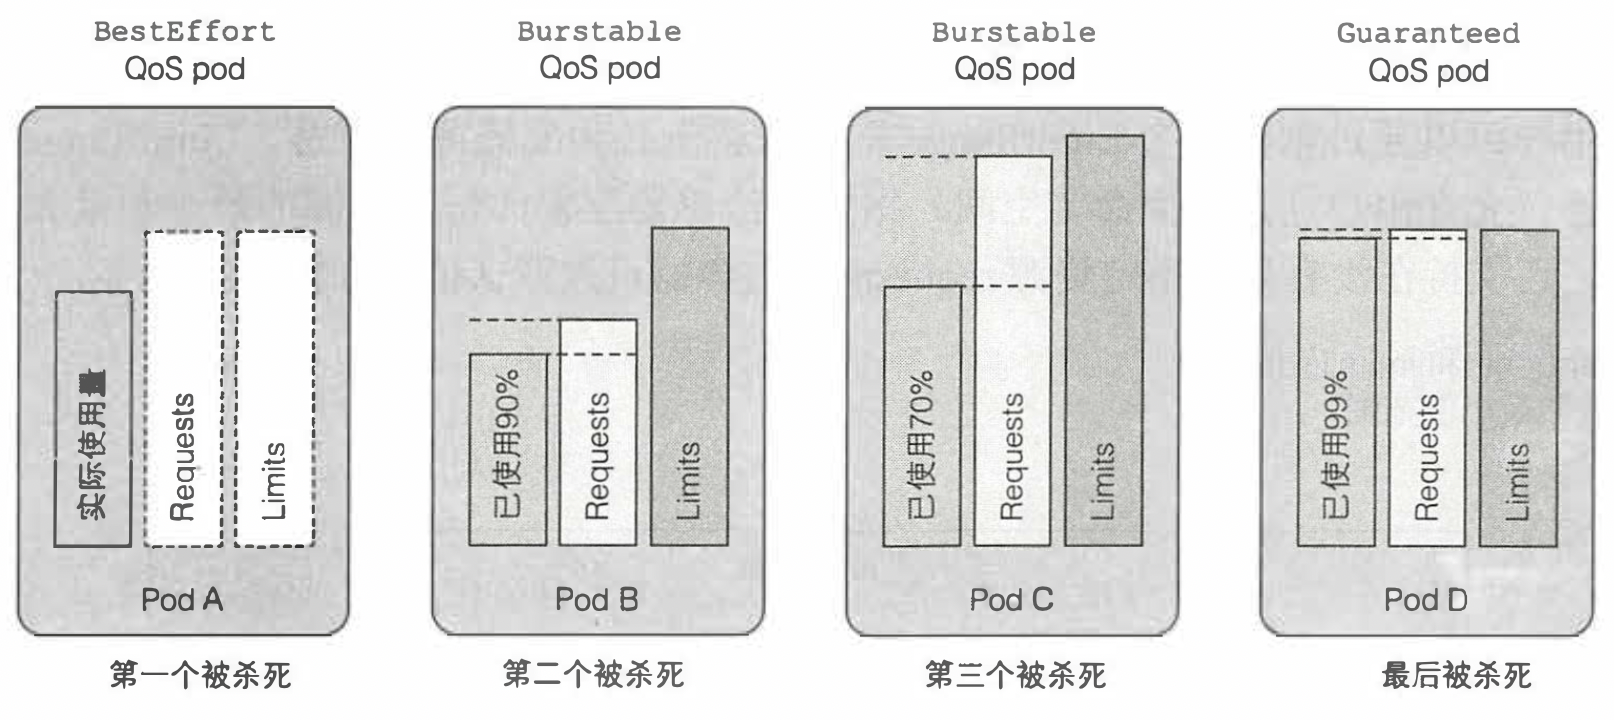 BestEffort
QoS pod
Burstable
QoS pod
Burstable
QoS pod
Guaranteed
QoS pod
实际使用量
Requests
Limits
Pod A
已使用90%
Requests
Limits
Pod B
已使用70%
Requests
Limits
Pod C
已使用99%
Requests
Limits
Pod D
第一个被杀死
第二个被杀死
第三个被杀死
最后被杀死